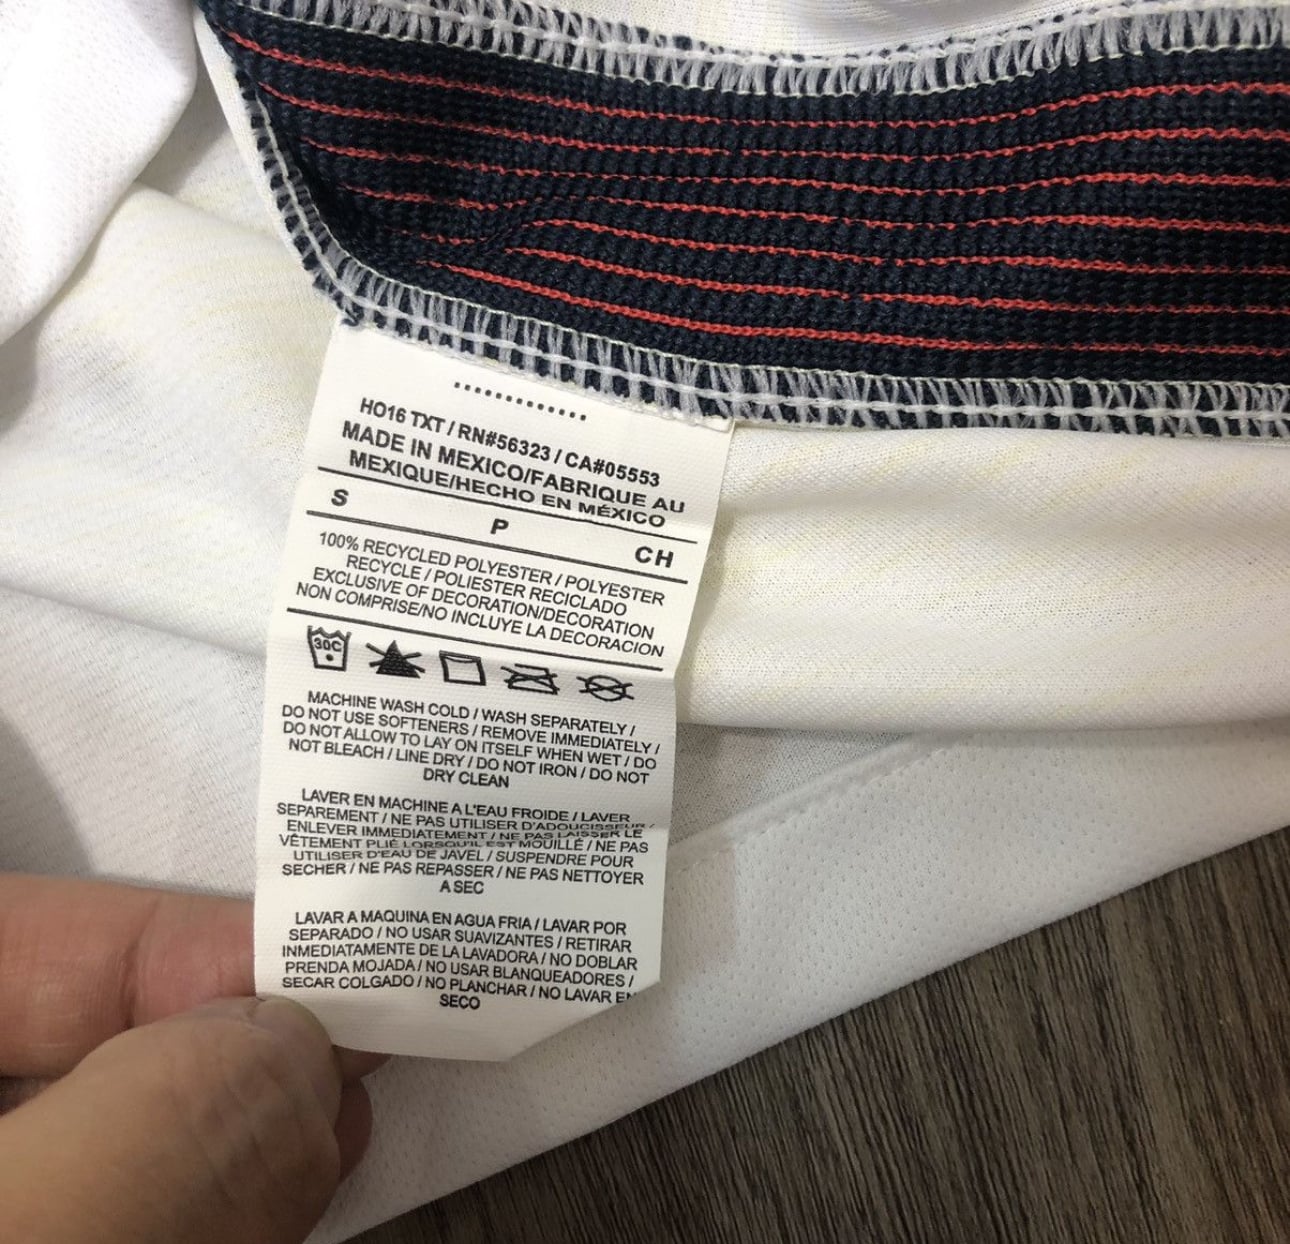 HO16 TXT / RN#56323 / CA#05553
MADE IN MEXICO/FABRIQUE AU
MEXIQUE/HECHO EN MÉXICO
S P CH
100% RECYCLED POLYESTER / POLYESTER
RECYCLE / POLIESTER RECICLADO
EXCLUSIVE OF DECORATION/DECORATION
NON COMPRISE/NO INCLUYE LA DECORACION
30C
MACHINE WASH COLD / WASH SEPARATELY /
DO NOT USE SOFTENERS / REMOVE IMMEDIATELY /
DO NOT ALLOW TO LAY ON ITSELF WHEN WET / DO
NOT BLEACH / LINE DRY / DO NOT IRON / DO NOT
DRY CLEAN
LAVER EN MACHINE A L'EAU FROIDE / LAVER
SEPAREMENT / NE PAS UTILISER D'ADOUCISSEUR /
ENLEVER IMMEDIATEMENT / NE PAS LAISSER LE
VÊTEMENT PLIÉ LORSQU'IL EST MOUILLÉ / NE PAS
UTILISER D'EAU DE JAVEL / SUSPENDRE POUR
SECHER / NE PAS REPASSER / NE PAS NETTOYER
A SEC
LAVAR A MAQUINA EN AGUA FRIA / LAVAR POR
SEPARADO / NO USAR SUAVIZANTES / RETIRAR
INMEDIATAMENTE DE LA LAVADORA / NO DOBLAR
PRENDA MOJADA / NO USAR BLANQUEADORES /
SECAR COLGADO / NO PLANCHAR / NO LAVAR EN
SECO